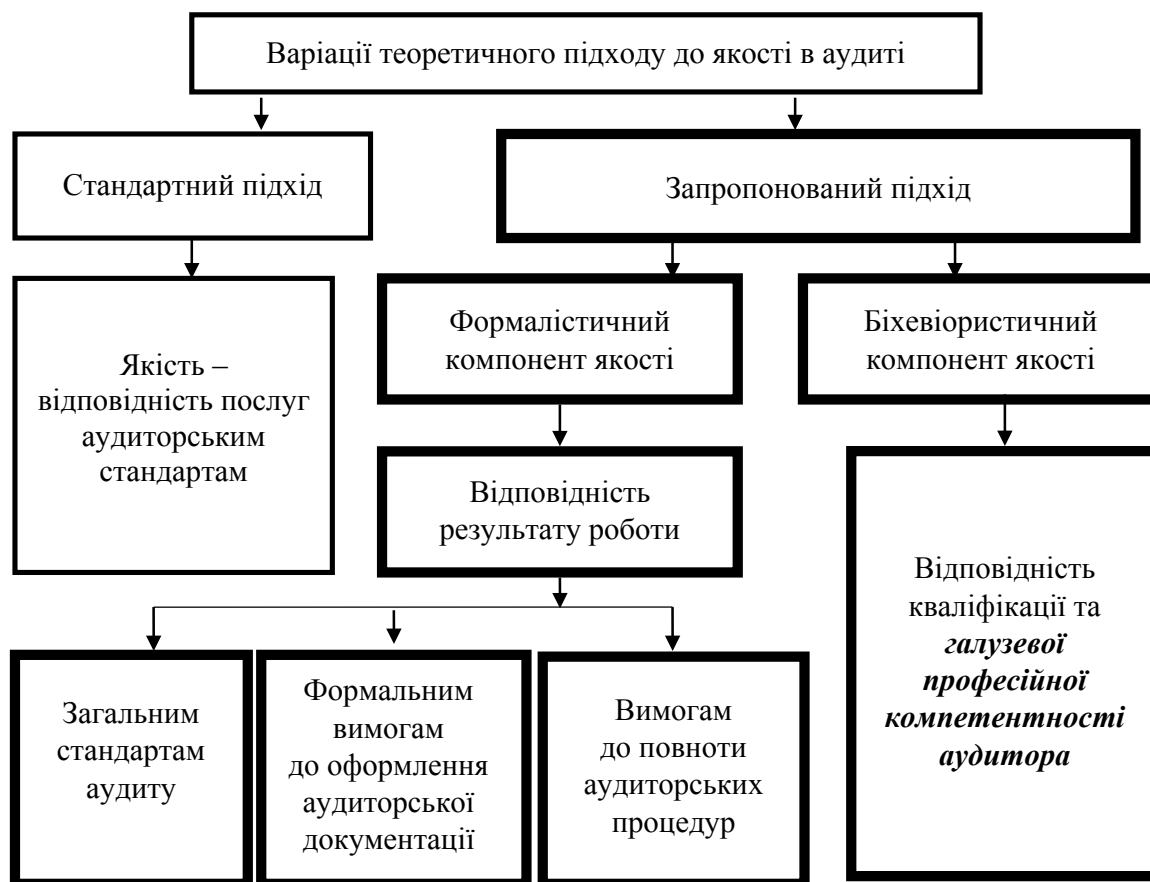 Варіації теоретичного підходу до якості в аудиті
Стандартний підхід
Запропонований підхід
Якість –
відповідність послуг
аудиторським
стандартам
Формалістичний
компонент якості
Біхевіористичний
компонент якості
Відповідність
результату роботи
Відповідність
кваліфікації та
галузевої
професійної
компетентності
аудитора
Загальним
стандартам
аудиту
Формальним
вимогам
до оформлення
аудиторської
документації
Вимогам
до повноти
аудиторських
процедур